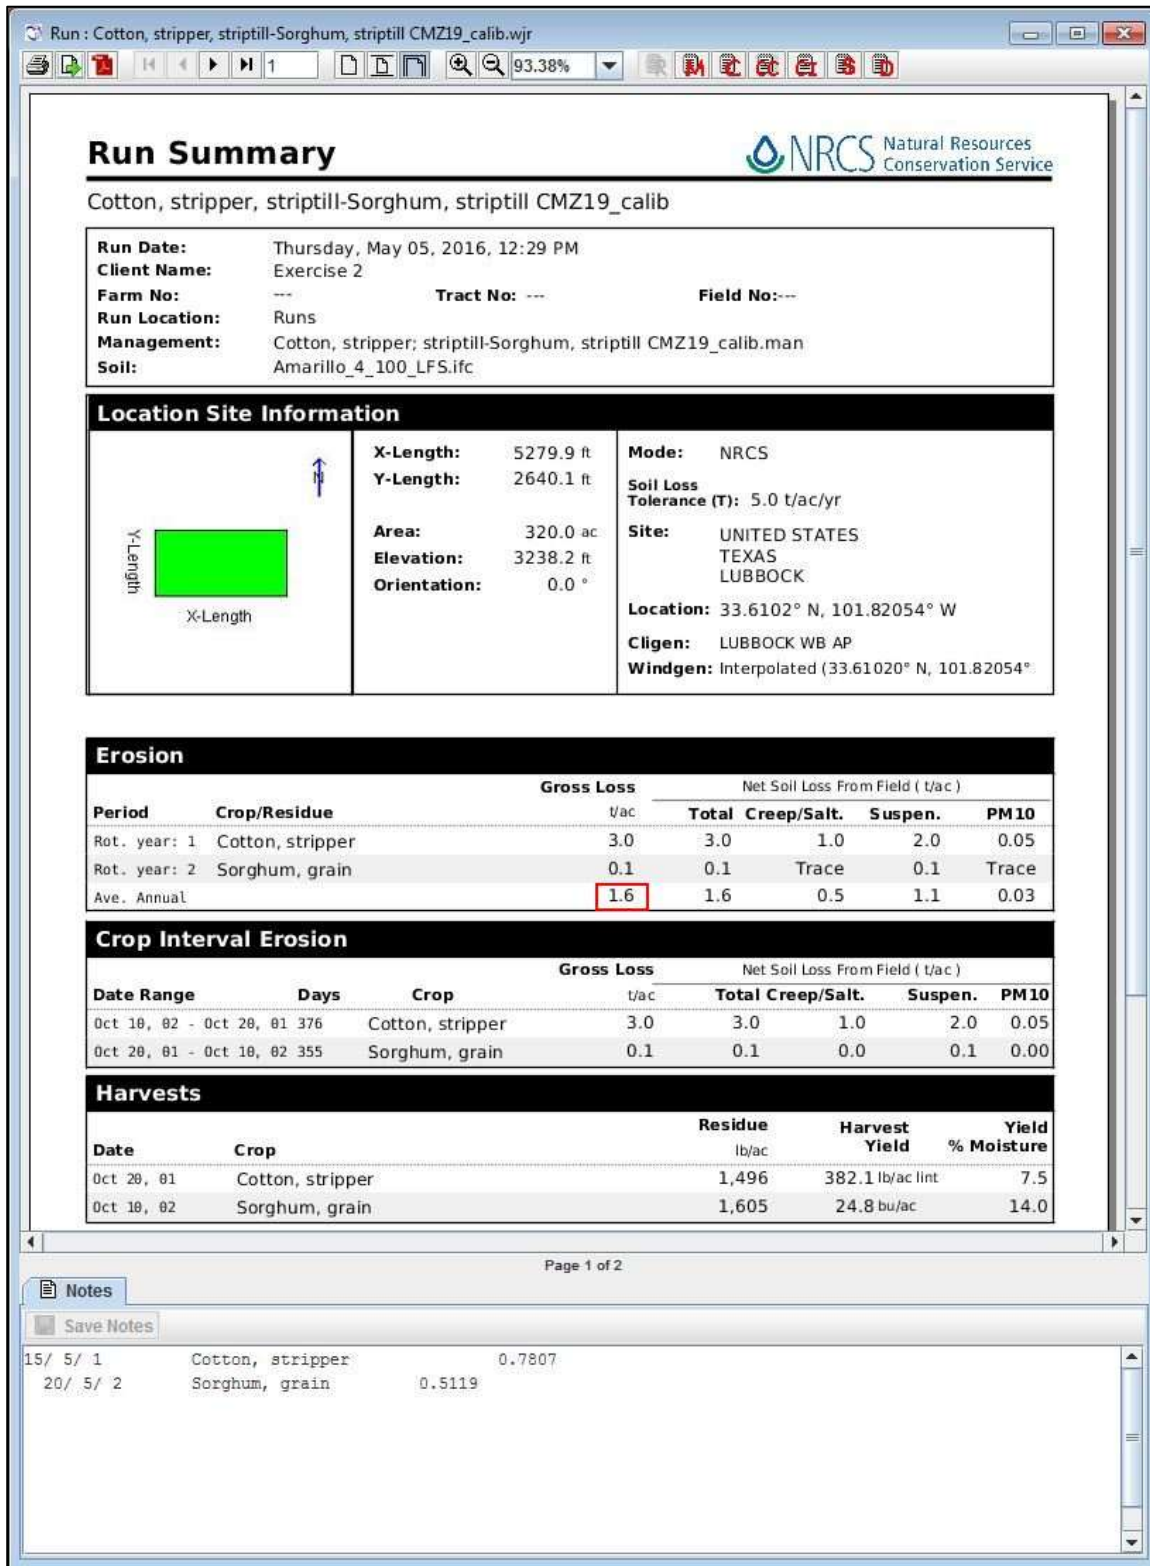 Run : Cotton, stripper, striptill-Sorghum, striptill CMZ19_calib.wjr
1 93.38% R M C CC CI S D
Run Summary
NRCS Natural Resources
Conservation Service
Cotton, stripper, striptill-Sorghum, striptill CMZ19_calib
Run Date: Thursday, May 05, 2016, 12:29 PM
Client Name: Exercise 2
Farm No: --- Tract No: --- Field No:---
Run Location: Runs
Management: Cotton, stripper; striptill-Sorghum, striptill CMZ19_calib.man
Soil: Amarillo_4_100_LFS.ifc
Location Site Information
N
Y-Length
X-Length
X-Length: 5279.9 ft
Y-Length: 2640.1 ft
Area: 320.0 ac
Elevation: 3238.2 ft
Orientation: 0.0 °
Mode: NRCS
Soil Loss
Tolerance (T): 5.0 t/ac/yr
Site: UNITED STATES
TEXAS
LUBBOCK
Location: 33.6102° N, 101.82054° W
Cligen: LUBBOCK WB AP
Windgen: Interpolated (33.61020° N, 101.82054°
Erosion
Gross Loss Net Soil Loss From Field ( t/ac )
Period Crop/Residue t/ac Total Creep/Salt. Suspen. PM10
Rot. year: 1 Cotton, stripper 3.0 3.0 1.0 2.0 0.05
Rot. year: 2 Sorghum, grain 0.1 0.1 Trace 0.1 Trace
Ave. Annual 1.6 1.6 0.5 1.1 0.03
Crop Interval Erosion
Gross Loss Net Soil Loss From Field ( t/ac )
Date Range Days Crop t/ac Total Creep/Salt. Suspen. PM10
Oct 10, 02 - Oct 20, 01 376 Cotton, stripper 3.0 3.0 1.0 2.0 0.05
Oct 20, 01 - Oct 10, 02 355 Sorghum, grain 0.1 0.1 0.0 0.1 0.00
Harvests
Residue Harvest Yield
Date Crop lb/ac Yield % Moisture
Oct 20, 01 Cotton, stripper 1,496 382.1 lb/ac lint 7.5
Oct 10, 02 Sorghum, grain 1,605 24.8 bu/ac 14.0
Page 1 of 2
Notes
Save Notes
15/ 5/ 1 Cotton, stripper 0.7807
20/ 5/ 2 Sorghum, grain 0.5119